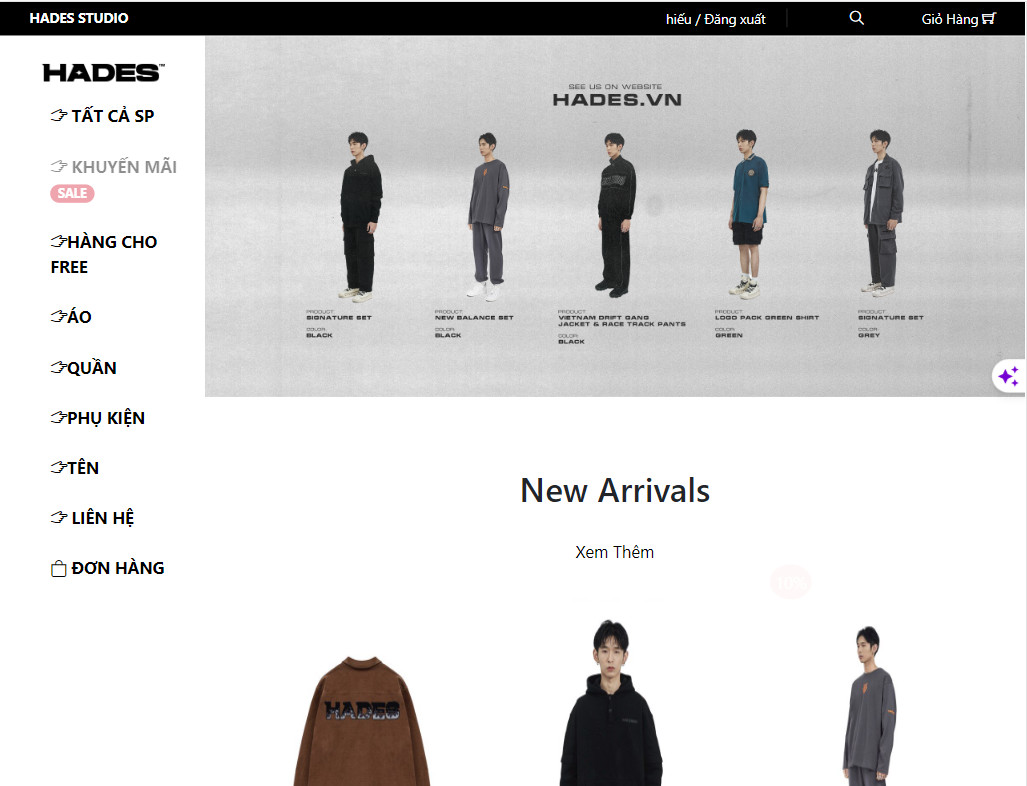 HADES STUDIO
hiếu / Đăng xuất
Giỏ Hàng
HADES™
TẤT CẢ SP
KHUYẾN MÃI
SALE
HÀNG CHO
FREE
ÁO
QUẦN
PHỤ KIỆN
TÊN
LIÊN HỆ
ĐƠN HÀNG
SEE US ON WEBSITE
HADES.VN
PRODUCT:
SIGNATURE SET
COLOR:
BLACK
PRODUCT:
NEW BALANCE SET
COLOR:
BLACK
PRODUCT:
VIETNAM DRIFT GANG
JACKET & RACE TRACK PANTS
COLOR:
BLACK
PRODUCT:
LOGO PACK GREEN SHIRT
COLOR:
GREEN
PRODUCT:
SIGNATURE SET
COLOR:
GREY
New Arrivals
Xem Thêm
HADES